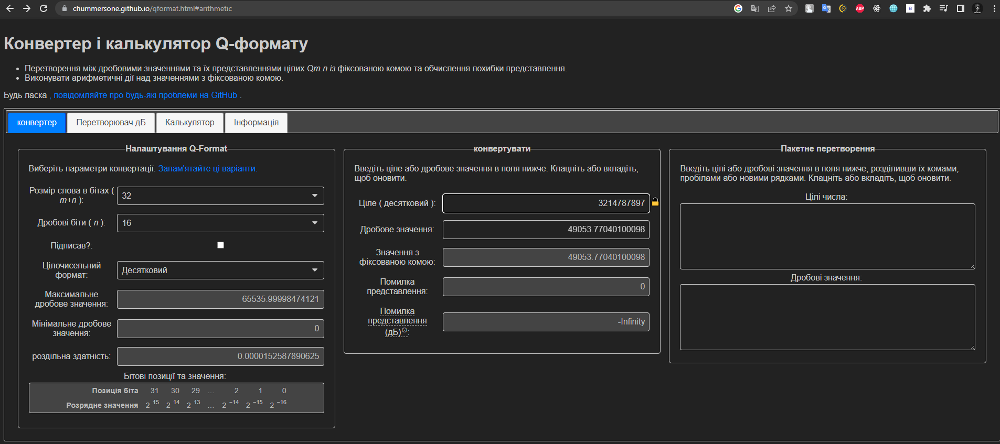 chummersone.github.io/qformat.html#arithmetic
Конвертер і калькулятор Q-формату
• Перетворення між дробовими значеннями та їх представленнями цілих Qm.n із фіксованою комою та обчислення похибки представлення.
• Виконувати арифметичні дії над значеннями з фіксованою комою.
Будь ласка , повідомляйте про будь-які проблеми на GitHub .
конвертер
Перетворювач дБ
Калькулятор
Інформація
Налаштування Q-Format
Виберіть параметри конвертації. Запам'ятайте ці варіанти.
Розмір слова в бітах (
m+n ):
32
Дробові біти ( n ):
16
Підписав?:
Цілочисельний
формат:
Десятковий
Максимальне
дробове значення:
65535.99998474121
Мінімальне дробове
значення:
0
роздільна здатність:
0.0000152587890625
Бітові позиції та значення:
Позиція біта 31 30 29 … 2 1 0
Розрядне значення 2 15 2 14 2 13 … 2 −14 2 −15 2 −16
конвертувати
Введіть ціле або дробове значення в поля нижче. Клацніть або вкладіть,
щоб оновити.
Ціле ( десятковий ):
3214787897
Дробове значення:
49053.77040100098
Значення з
фіксованою комою:
49053.77040100098
Помилка
представлення:
0
Помилка
представлення
(дБ)ⓘ:
-Infinity
Пакетне перетворення
Введіть цілі або дробові значення в поля нижче, розділивши їх комами,
пробілами або новими рядками. Клацніть або вкладіть, щоб оновити.
Цілі числа:
Дробові значення:
ABP
B